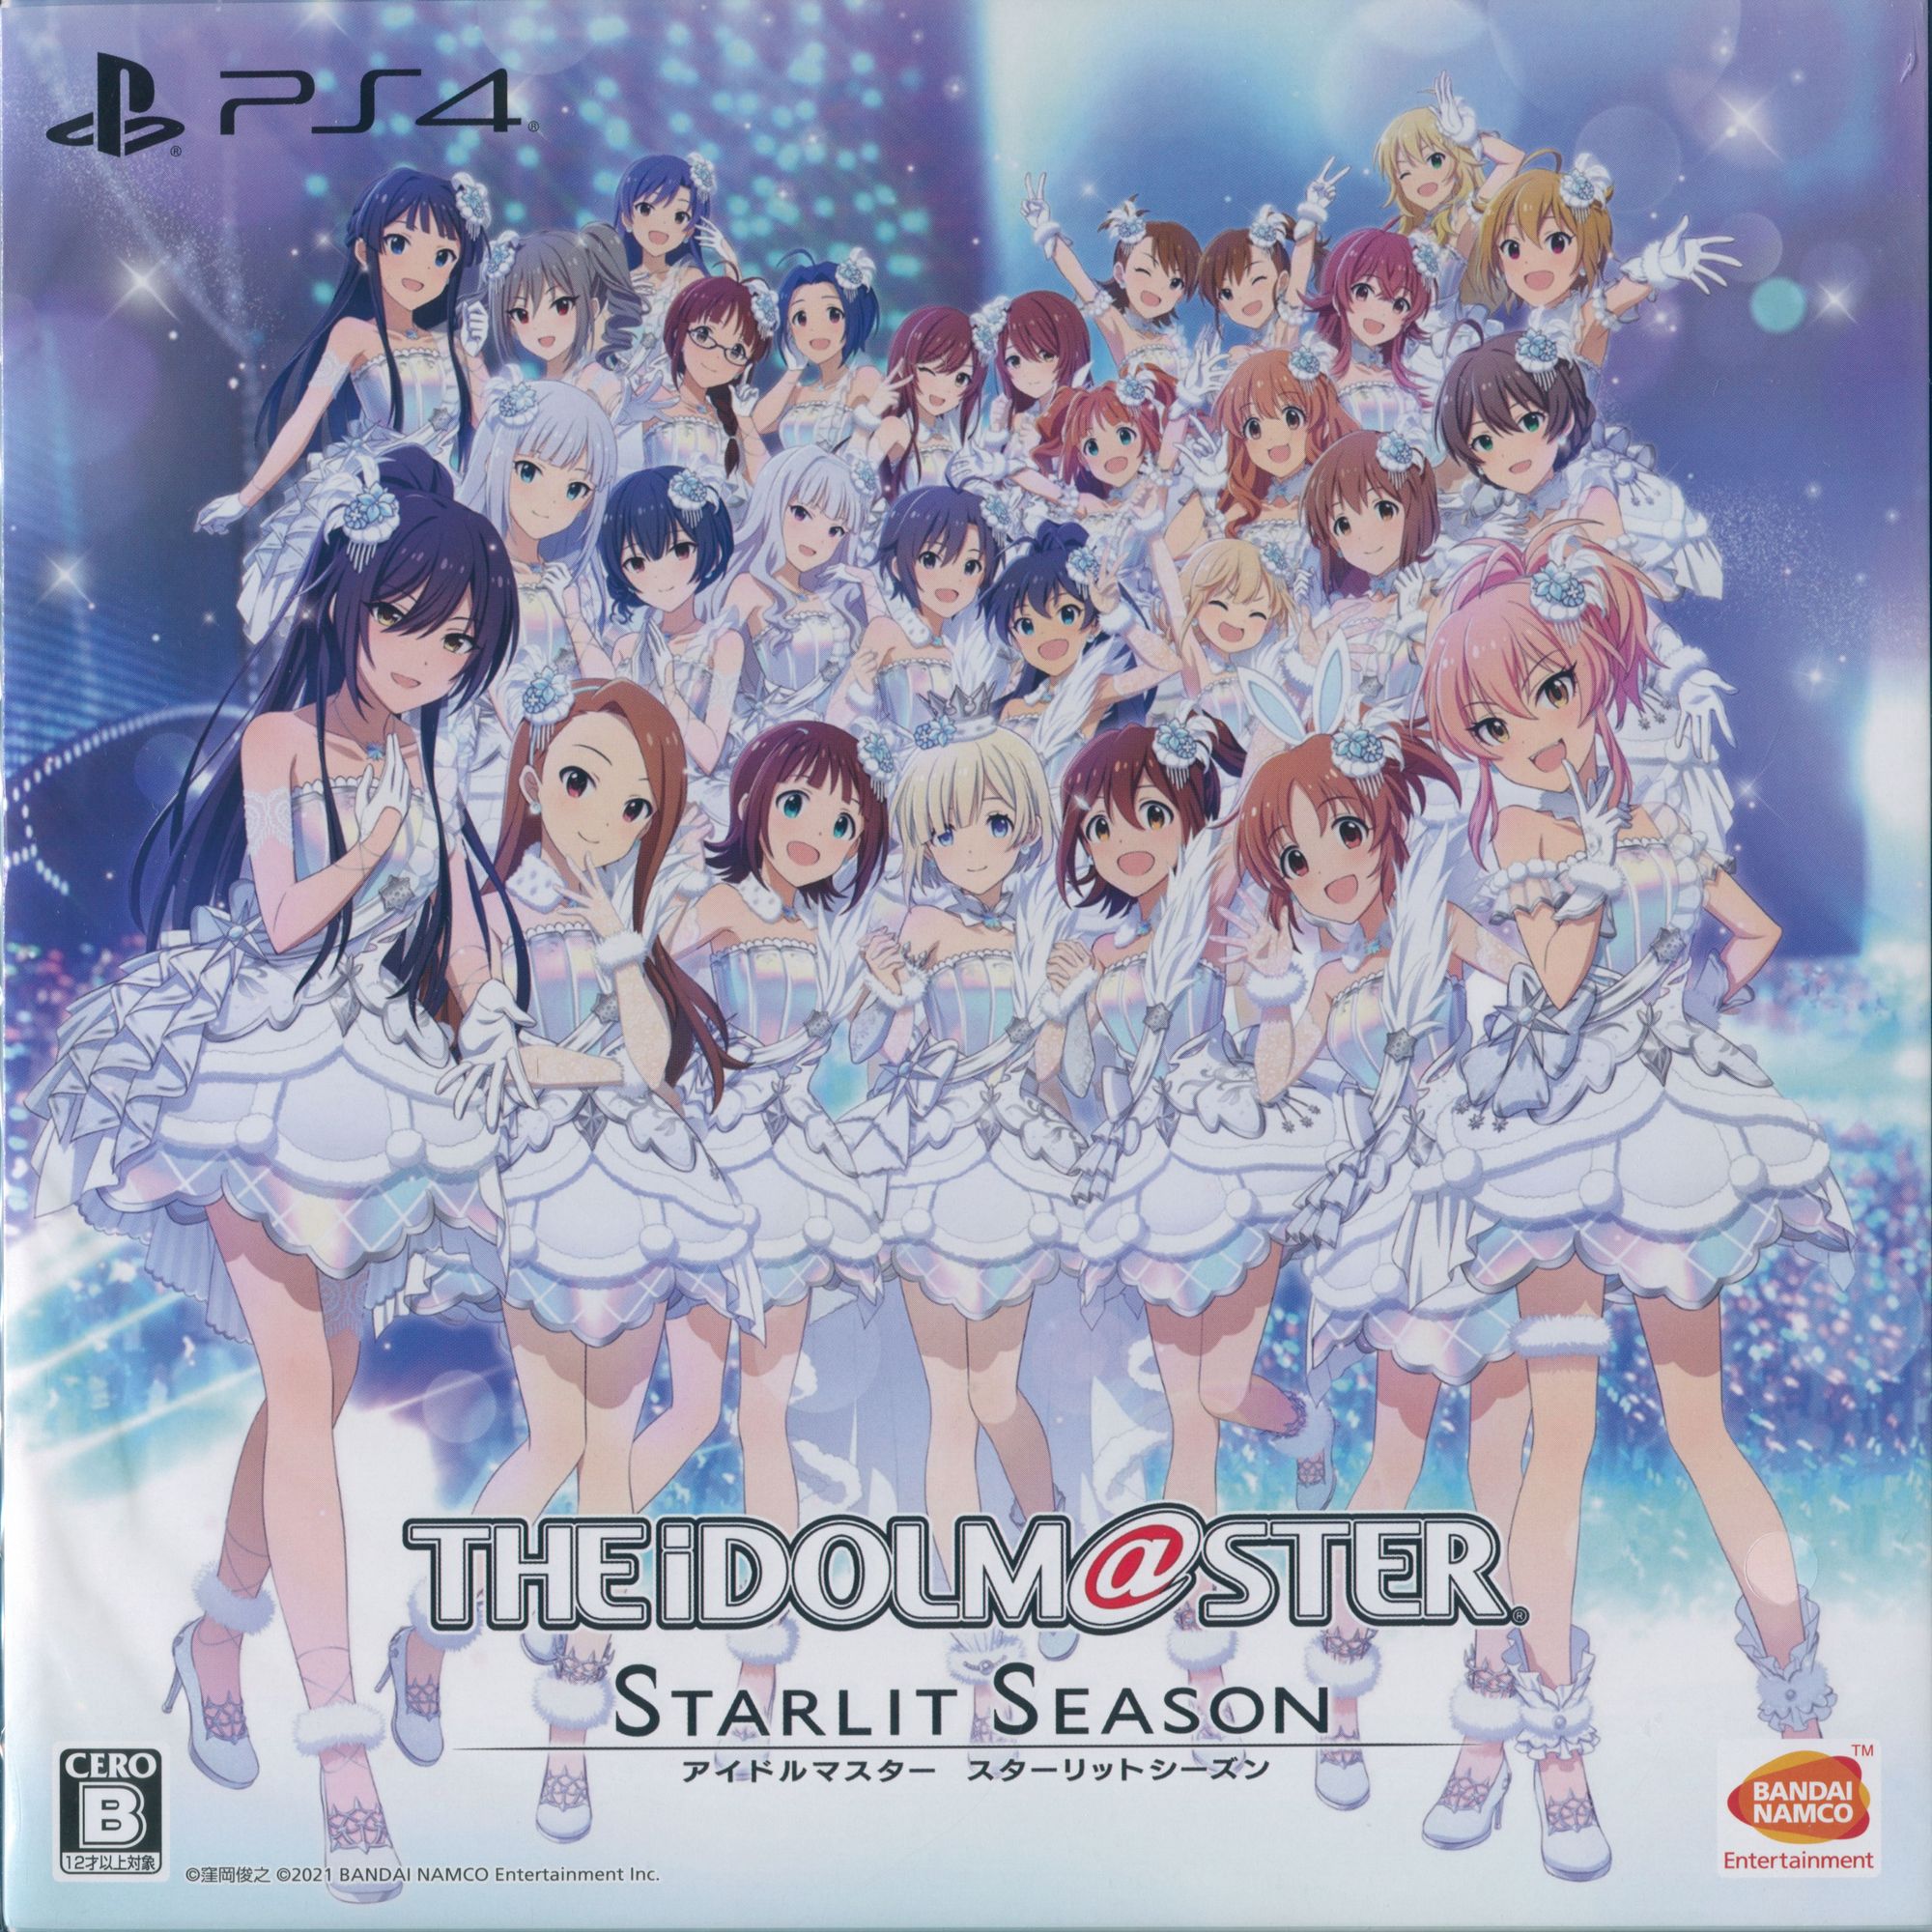 PS4®
THE iDOLM@STER®
STARLIT SEASON
アイドルマスター スターリットシーズン
CERO
B
12才以上対象
©窪岡俊之 ©2021 BANDAI NAMCO Entertainment Inc.
TM
BANDAI
NAMCO
Entertainment